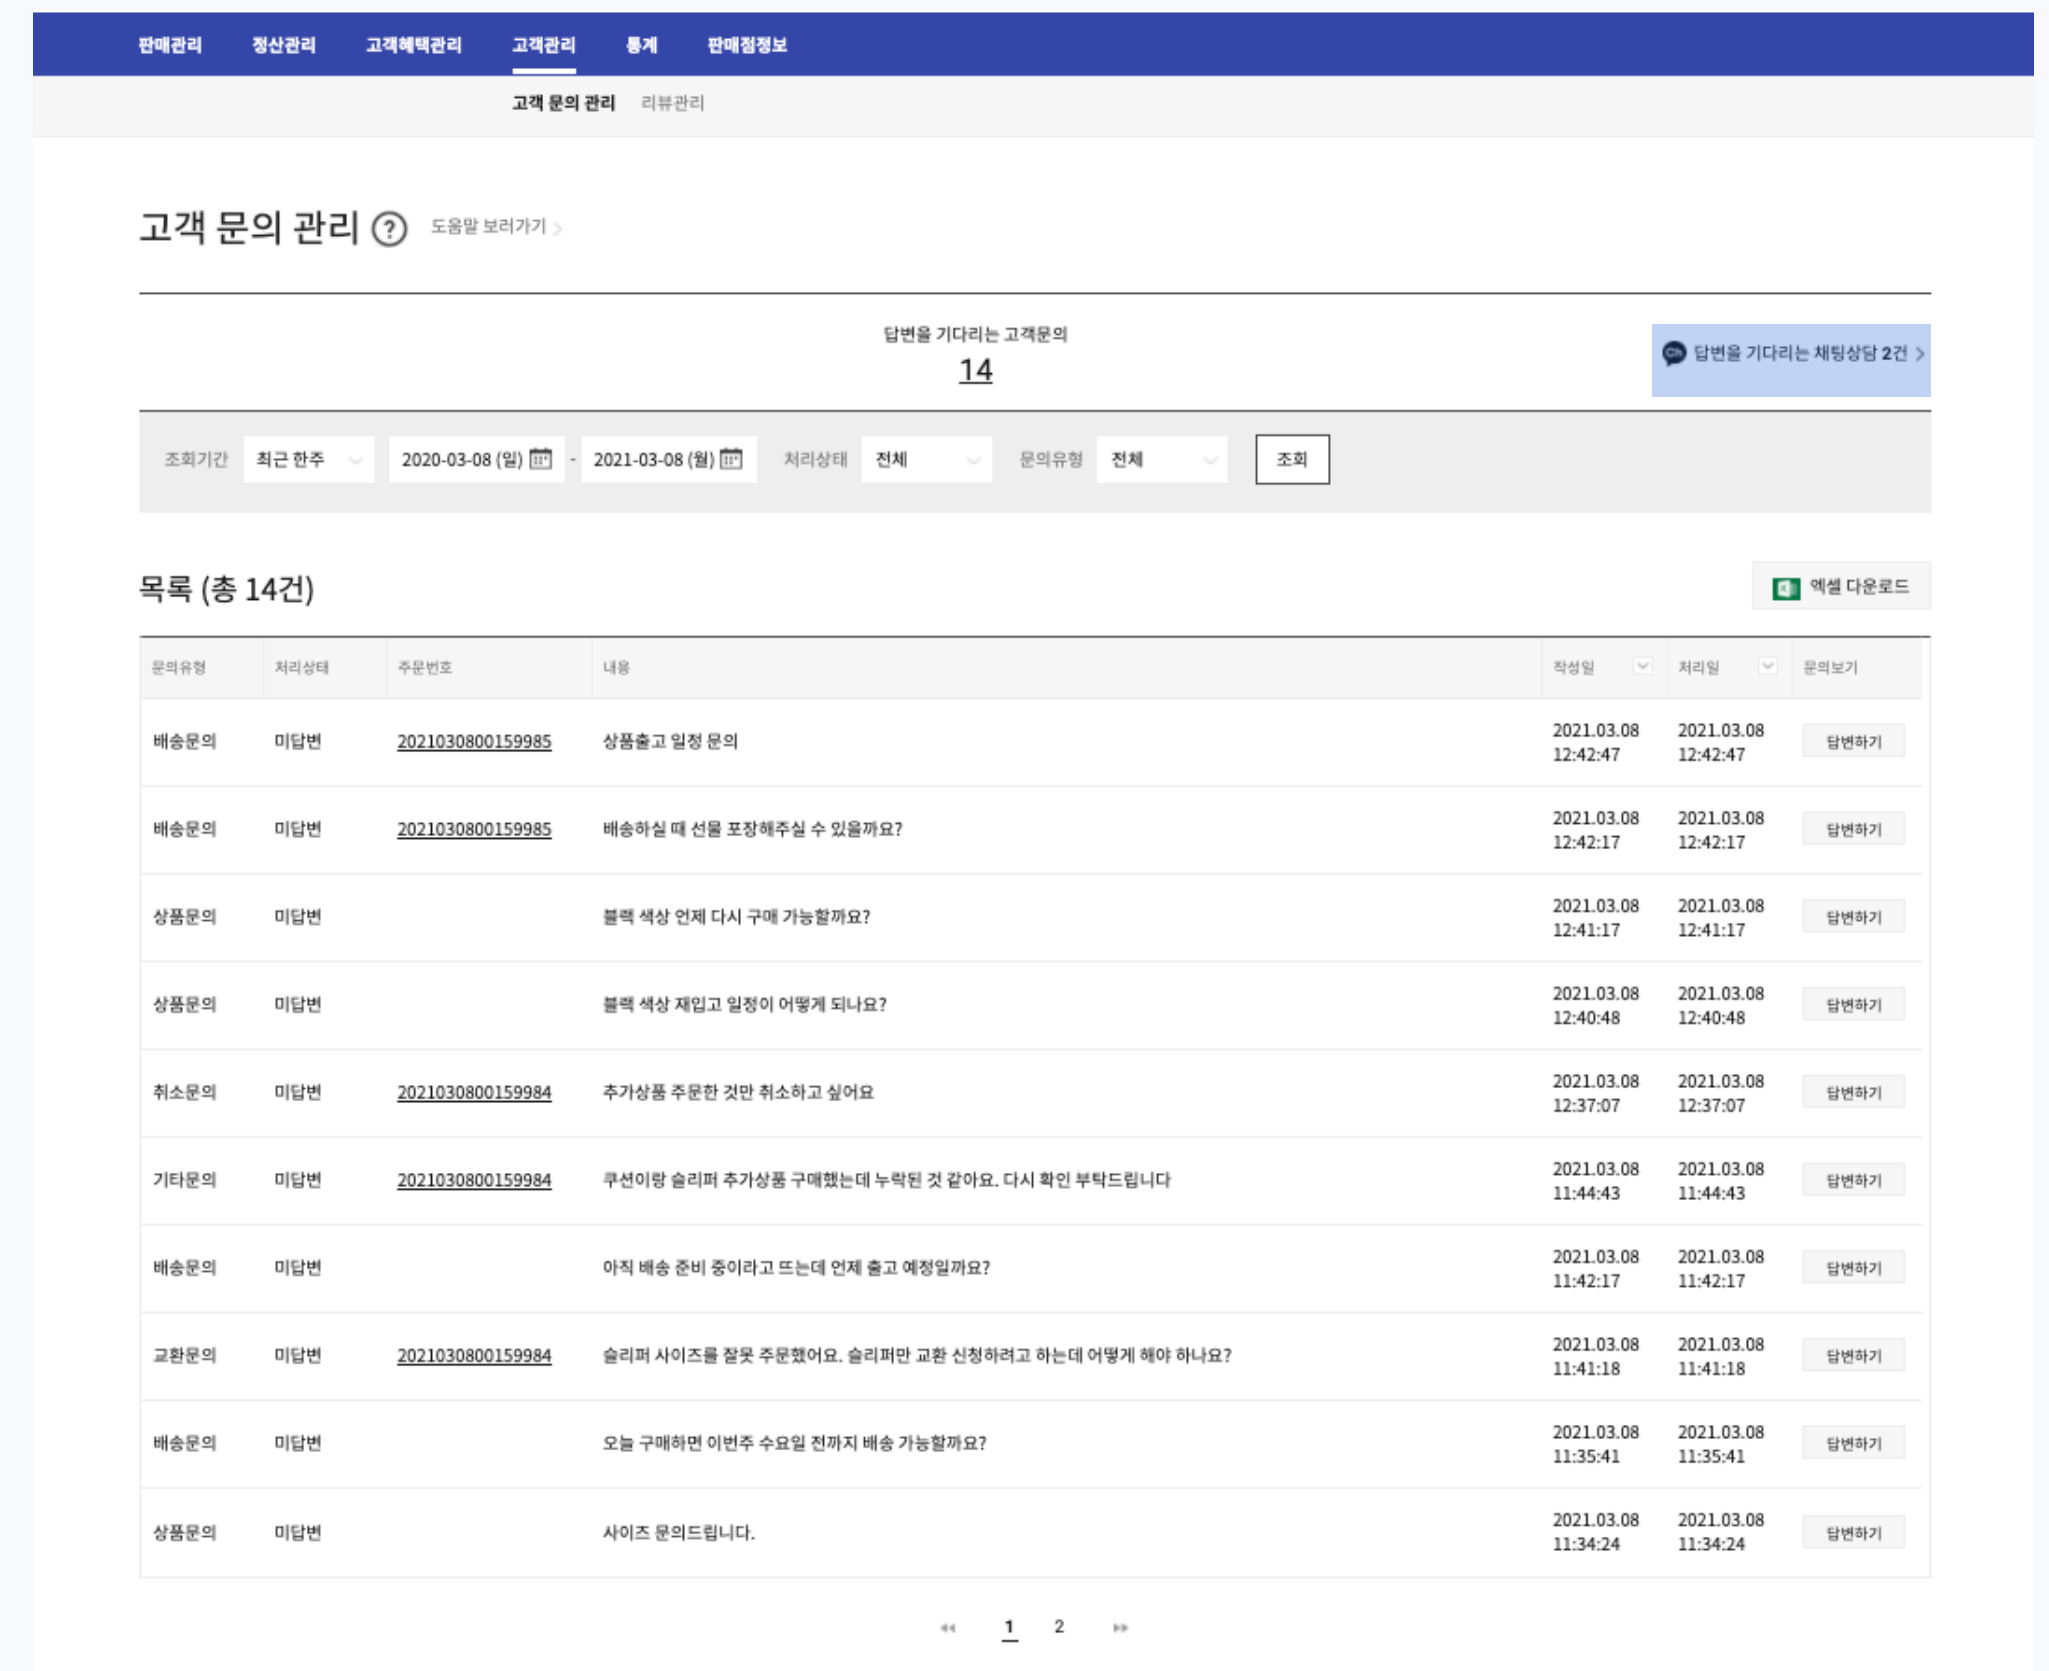 판매관리 정산관리 고객혜택관리 고객관리 통계 판매점정보
고객 문의 관리 리뷰관리
고객 문의 관리 ? 도움말 보러가기 >
답변을 기다리는 고객문의
14
Ch 답변을 기다리는 채팅상담 2건 >
조회기간 최근 한주 2020-03-08 (일) - 2021-03-08 (월) 처리상태 전체 문의유형 전체 조회
목록 (총 14건)
엑셀 다운로드
문의유형 처리상태 주문번호 내용 작성일 처리일 문의보기
배송문의 미답변 2021030800159985 상품출고 일정 문의 2021.03.08 2021.03.08 답변하기
12:42:47 12:42:47
배송문의 미답변 2021030800159985 배송하실 때 선물 포장해주실 수 있을까요? 2021.03.08 2021.03.08 답변하기
12:42:17 12:42:17
상품문의 미답변 블랙 색상 언제 다시 구매 가능할까요? 2021.03.08 2021.03.08 답변하기
12:41:17 12:41:17
상품문의 미답변 블랙 색상 재입고 일정이 어떻게 되나요? 2021.03.08 2021.03.08 답변하기
12:40:48 12:40:48
취소문의 미답변 2021030800159984 추가상품 주문한 것만 취소하고 싶어요 2021.03.08 2021.03.08 답변하기
12:37:07 12:37:07
기타문의 미답변 2021030800159984 쿠션이랑 슬리퍼 추가상품 구매했는데 누락된 것 같아요. 다시 확인 부탁드립니다 2021.03.08 2021.03.08 답변하기
11:44:43 11:44:43
배송문의 미답변 아직 배송 준비 중이라고 뜨는데 언제 출고 예정일까요? 2021.03.08 2021.03.08 답변하기
11:42:17 11:42:17
교환문의 미답변 2021030800159984 슬리퍼 사이즈를 잘못 주문했어요. 슬리퍼만 교환 신청하려고 하는데 어떻게 해야 하나요? 2021.03.08 2021.03.08 답변하기
11:41:18 11:41:18
배송문의 미답변 오늘 구매하면 이번주 수요일 전까지 배송 가능할까요? 2021.03.08 2021.03.08 답변하기
11:35:41 11:35:41
상품문의 미답변 사이즈 문의드립니다. 2021.03.08 2021.03.08 답변하기
11:34:24 11:34:24
1 2